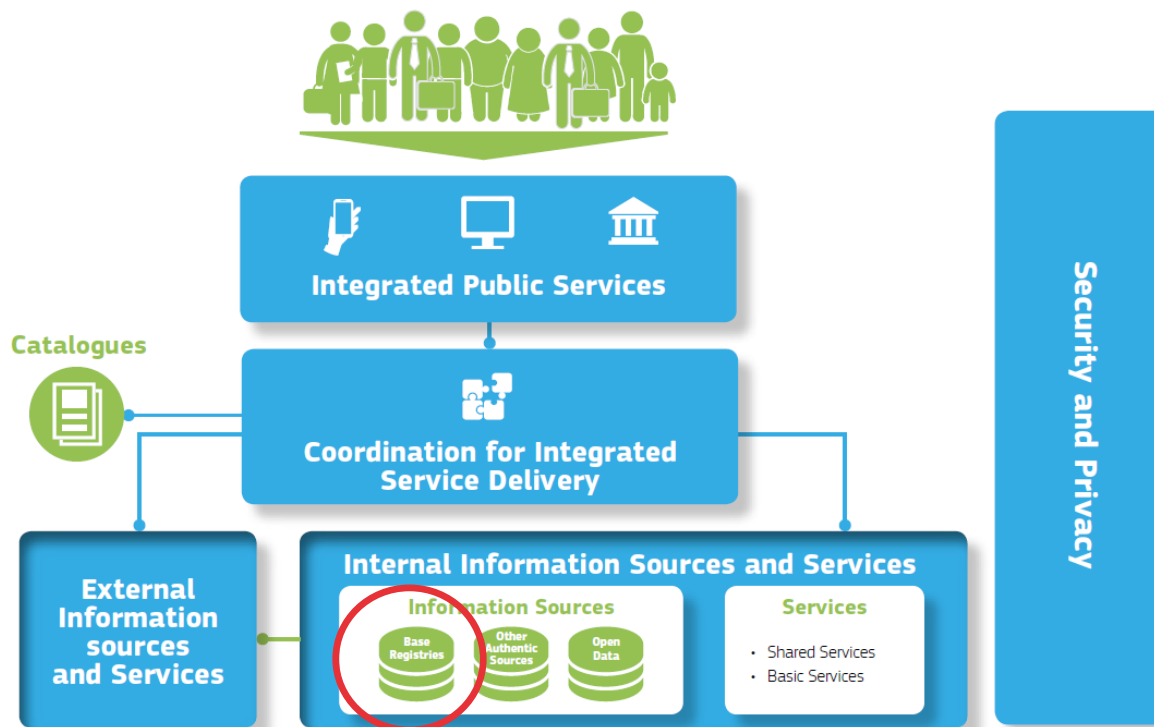 Integrated Public Services
Catalogues
Coordination for Integrated
Service Delivery
External
Information
sources
and Services
Internal Information Sources and Services
Information Sources
Base
Registries
Other
Authentic
Sources
Open
Data
Services
• Shared Services
• Basic Services
Security and Privacy